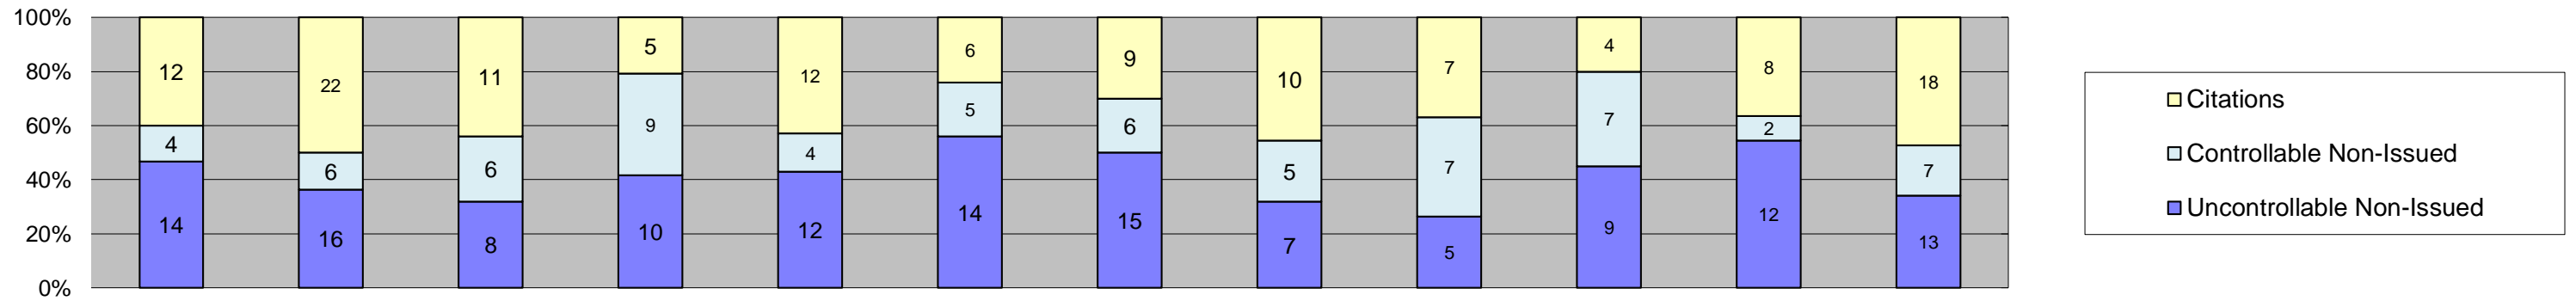 100%
80%
60%
40%
20%
0%
12 22 11 5 12 6 9 10 7 4 8 18
4 6 6 9 4 5 6 5 7 7 2 7
14 16 8 10 12 14 15 7 5 9 12 13
Citations
Controllable Non-Issued
Uncontrollable Non-Issued